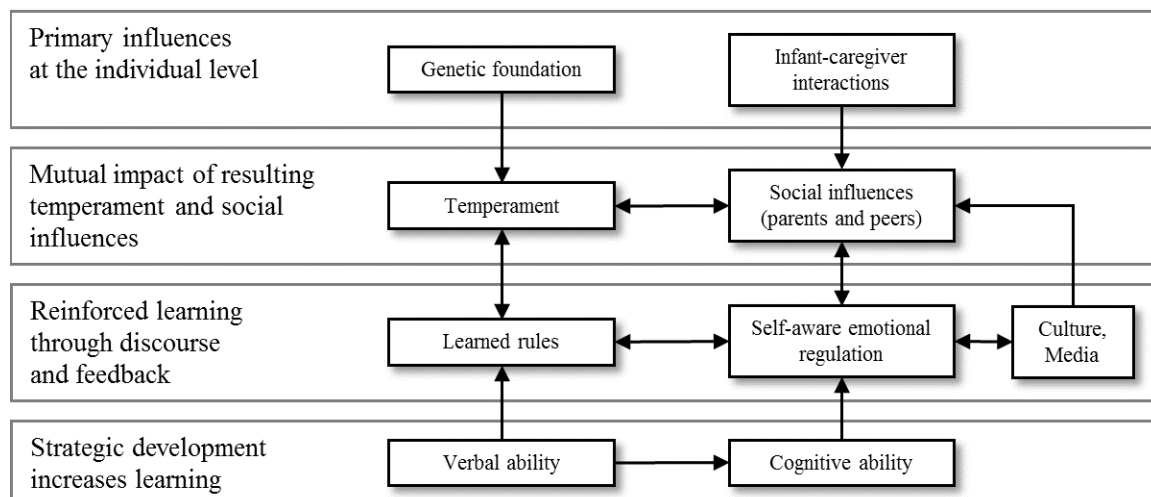 Primary influences
at the individual level
Genetic foundation
Infant-caregiver
interactions
Mutual impact of resulting
temperament and social
influences
Temperament
Social influences
(parents and peers)
Reinforced learning
through discourse
and feedback
Learned rules
Self-aware emotional
regulation
Culture,
Media
Strategic development
increases learning
Verbal ability
Cognitive ability